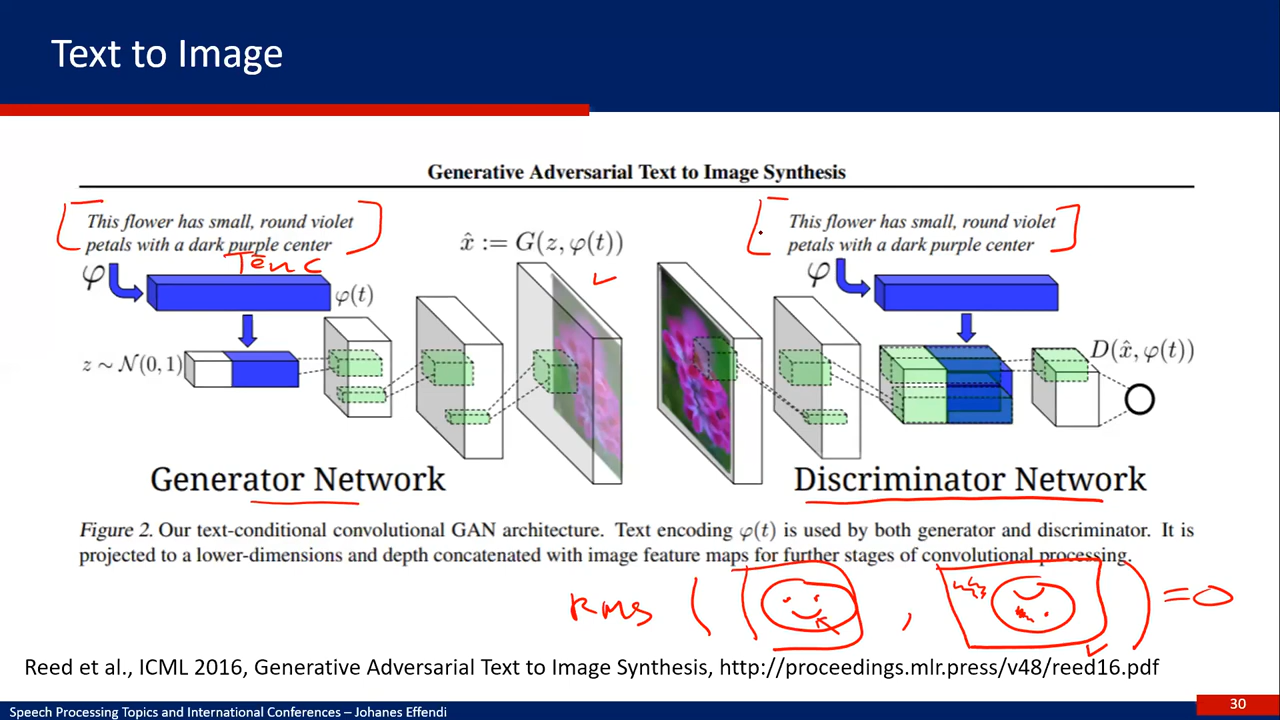 Text to Image
Generative Adversarial Text to Image Synthesis
This flower has small, round violet
petals with a dark purple center
Tenc
φ
φ(t)
z ~ N(0,1)
x̂ := G(z, φ(t))
Generator Network
This flower has small, round violet
petals with a dark purple center
φ
D(x̂, φ(t))
Discriminator Network
Figure 2. Our text-conditional convolutional GAN architecture. Text encoding φ(t) is used by both generator and discriminator. It is
projected to a lower-dimensions and depth concatenated with image feature maps for further stages of convolutional processing.
RMS ( , ) = 0
Reed et al., ICML 2016, Generative Adversarial Text to Image Synthesis, http://proceedings.mlr.press/v48/reed16.pdf
30
Speech Processing Topics and International Conferences – Johanes Effendi